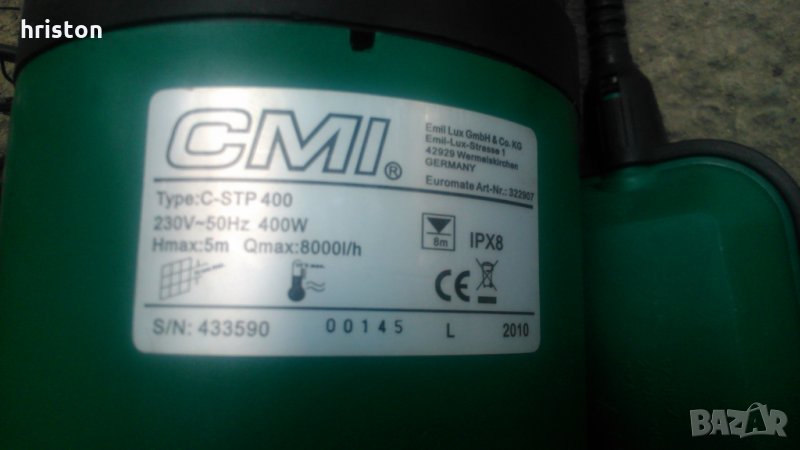 hriston
CMI®
Emil Lux GmbH & Co. KG
Emil-Lux-Strasse 1
42929 Wermelskirchen
GERMANY
Euromate Art-Nr.: 322907
Type:C-STP 400
230V~50Hz 400W
Hmax:5m Qmax:8000l/h
8m
IPX8
CE
S/N: 433590 00145 L 2010
BAZAR